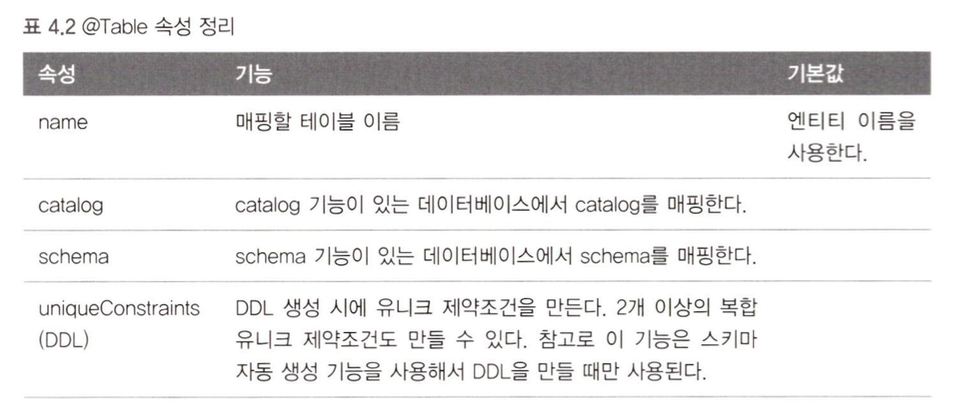 표 4.2 @Table 속성 정리
속성 기능 기본값
name 매핑할 테이블 이름 엔티티 이름을
사용한다.
catalog catalog 기능이 있는 데이터베이스에서 catalog를 매핑한다.
schema schema 기능이 있는 데이터베이스에서 schema를 매핑한다.
uniqueConstraints DDL 생성 시에 유니크 제약조건을 만든다. 2개 이상의 복합
(DDL) 유니크 제약조건도 만들 수 있다. 참고로 이 기능은 스키마
자동 생성 기능을 사용해서 DDL을 만들 때만 사용된다.